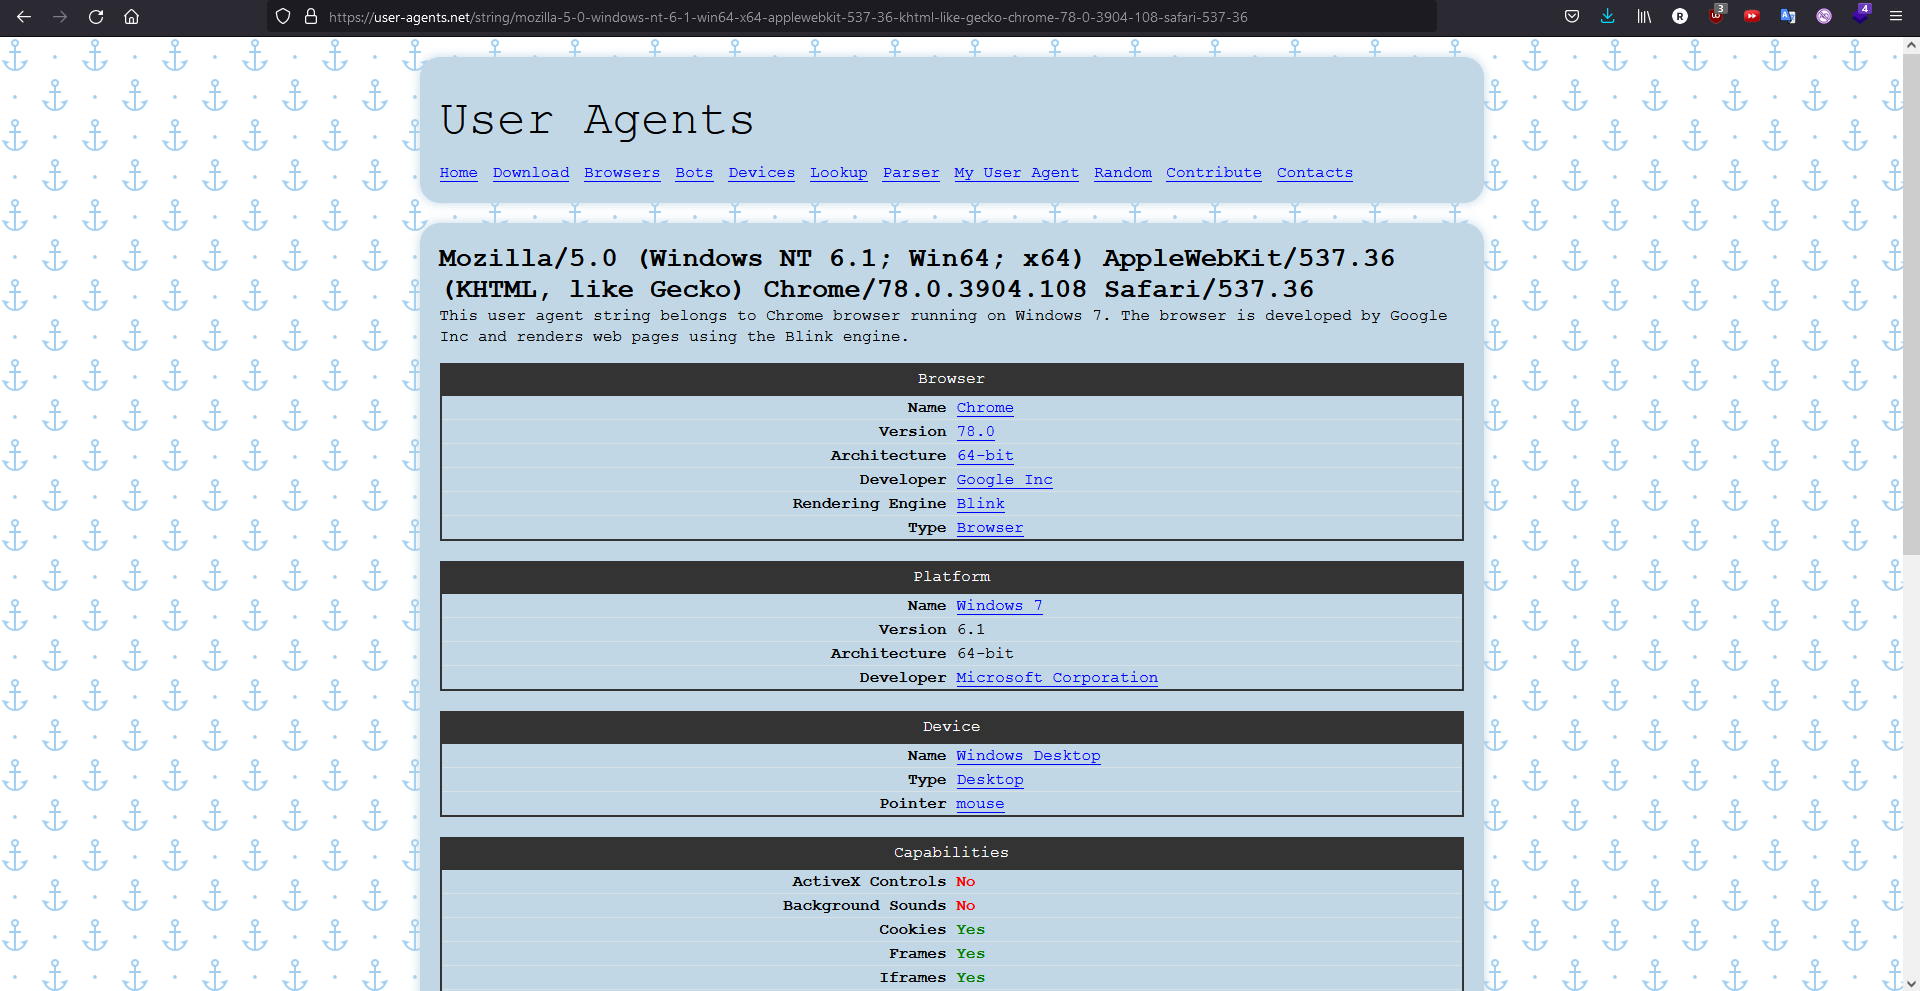 https://user-agents.net/string/mozilla-5-0-windows-nt-6-1-win64-x64-applewebkit-537-36-khtml-like-gecko-chrome-78-0-3904-108-safari-537-36
3
4
User Agents
Home Download Browsers Bots Devices Lookup Parser My User Agent Random Contribute Contacts
Mozilla/5.0 (Windows NT 6.1; Win64; x64) AppleWebKit/537.36
(KHTML, like Gecko) Chrome/78.0.3904.108 Safari/537.36
This user agent string belongs to Chrome browser running on Windows 7. The browser is developed by Google
Inc and renders web pages using the Blink engine.
Browser
Name Chrome
Version 78.0
Architecture 64-bit
Developer Google Inc
Rendering Engine Blink
Type Browser
Platform
Name Windows 7
Version 6.1
Architecture 64-bit
Developer Microsoft Corporation
Device
Name Windows Desktop
Type Desktop
Pointer mouse
Capabilities
ActiveX Controls No
Background Sounds No
Cookies Yes
Frames Yes
Iframes Yes